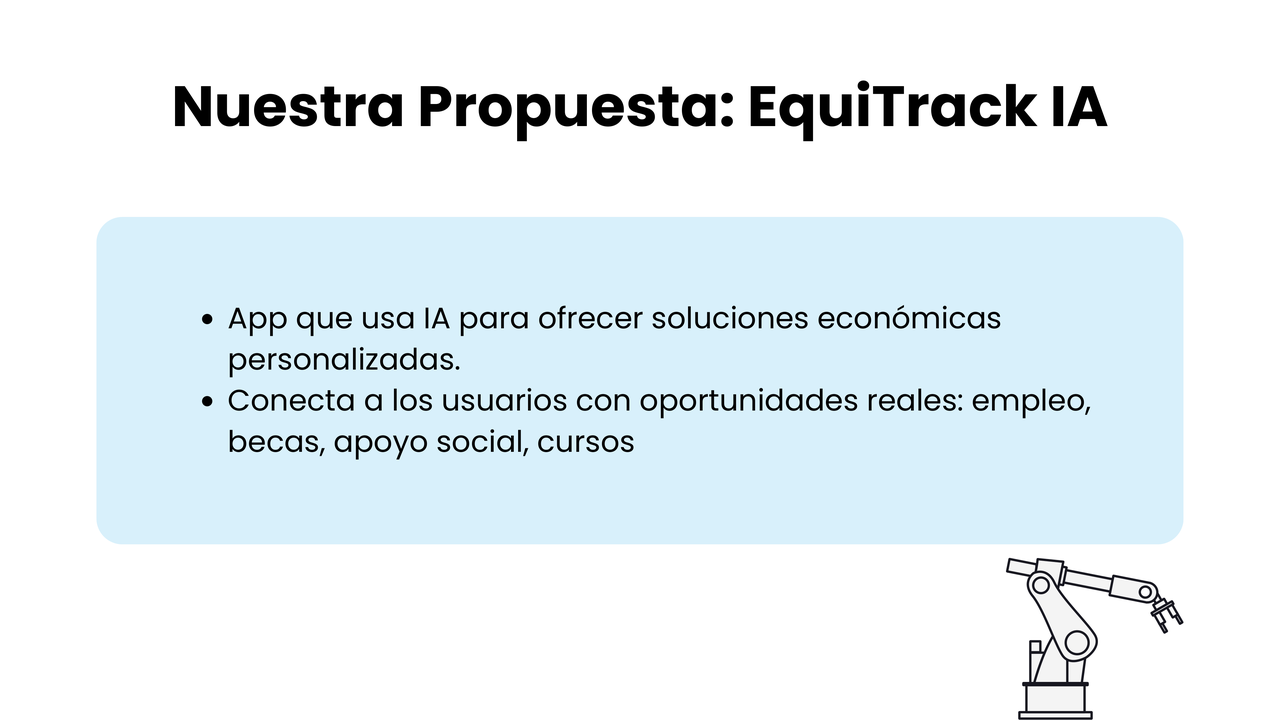 Nuestra Propuesta: EquiTrack IA
• App que usa IA para ofrecer soluciones económicas
personalizadas.
• Conecta a los usuarios con oportunidades reales: empleo,
becas, apoyo social, cursos